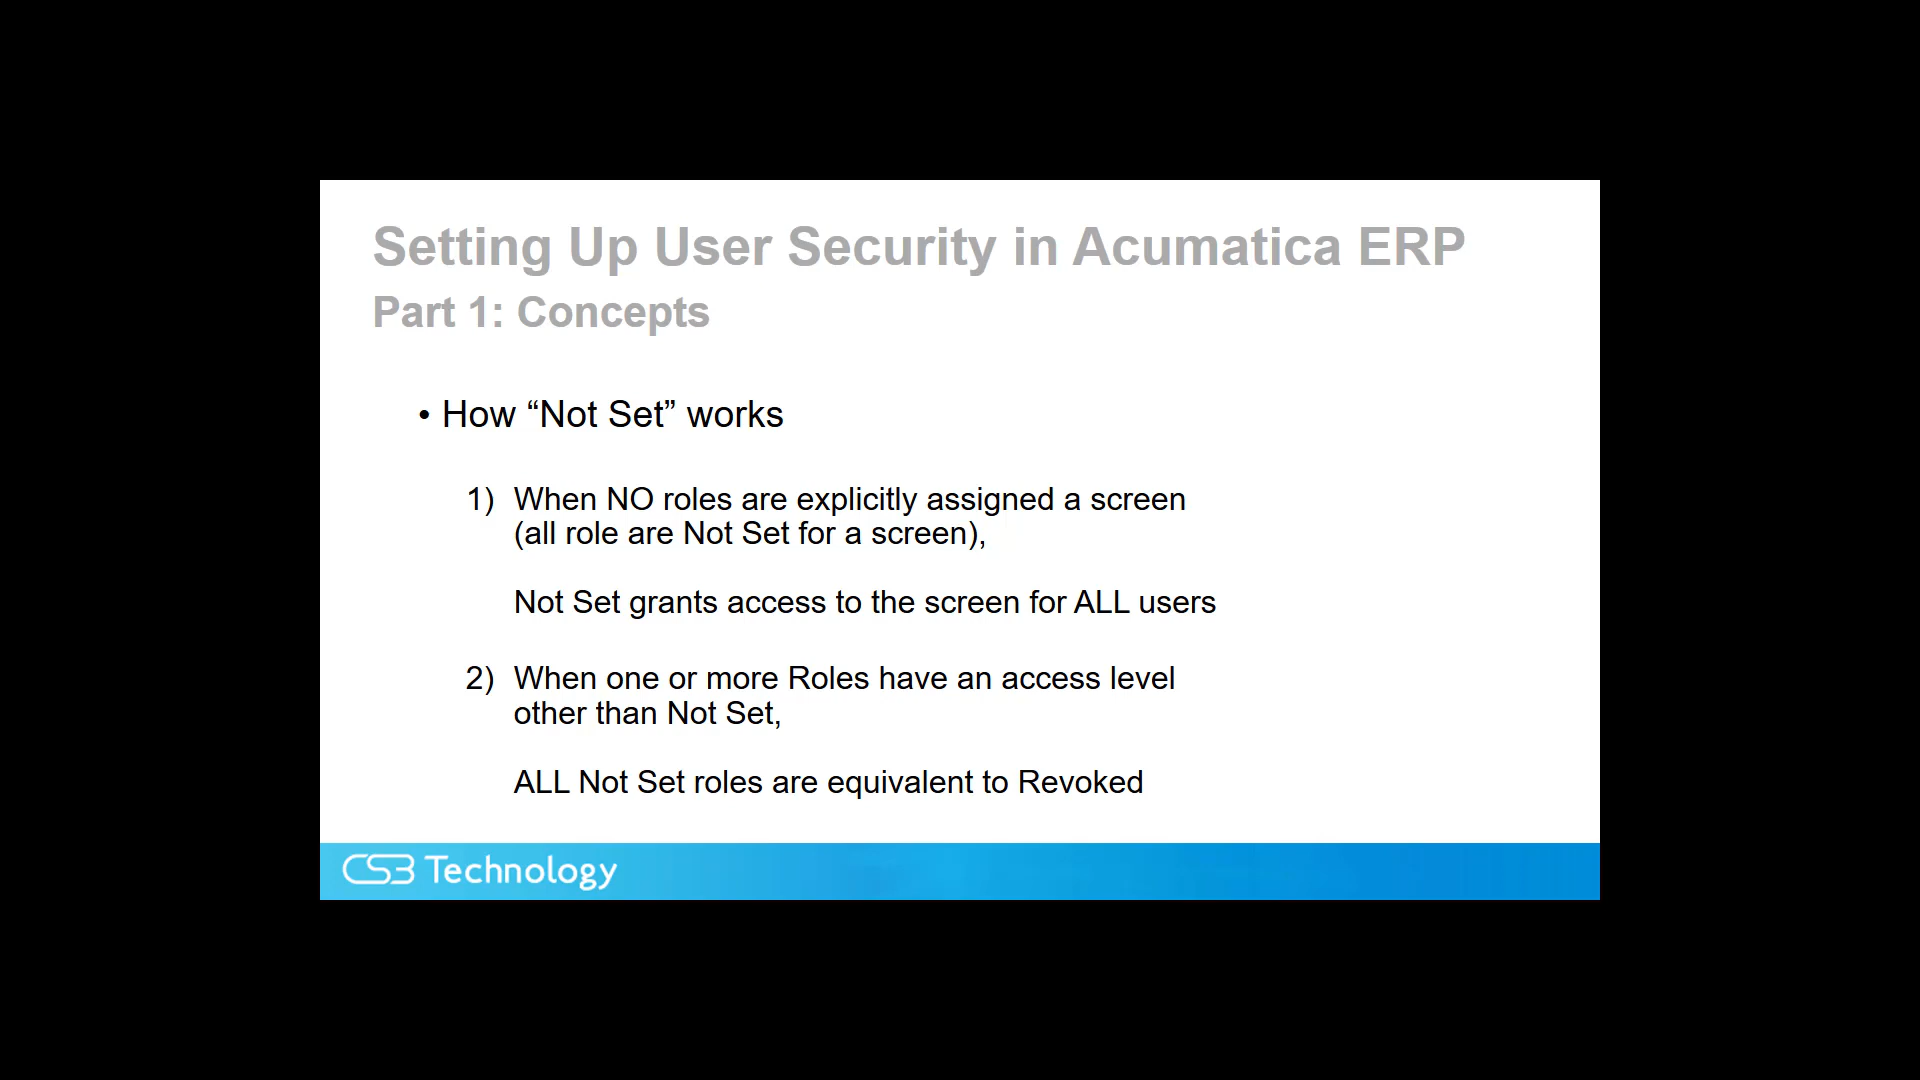 Setting Up User Security in Acumatica ERP
Part 1: Concepts
• How “Not Set” works
1) When NO roles are explicitly assigned a screen
(all role are Not Set for a screen),
Not Set grants access to the screen for ALL users
2) When one or more Roles have an access level
other than Not Set,
ALL Not Set roles are equivalent to Revoked
CS3 Technology